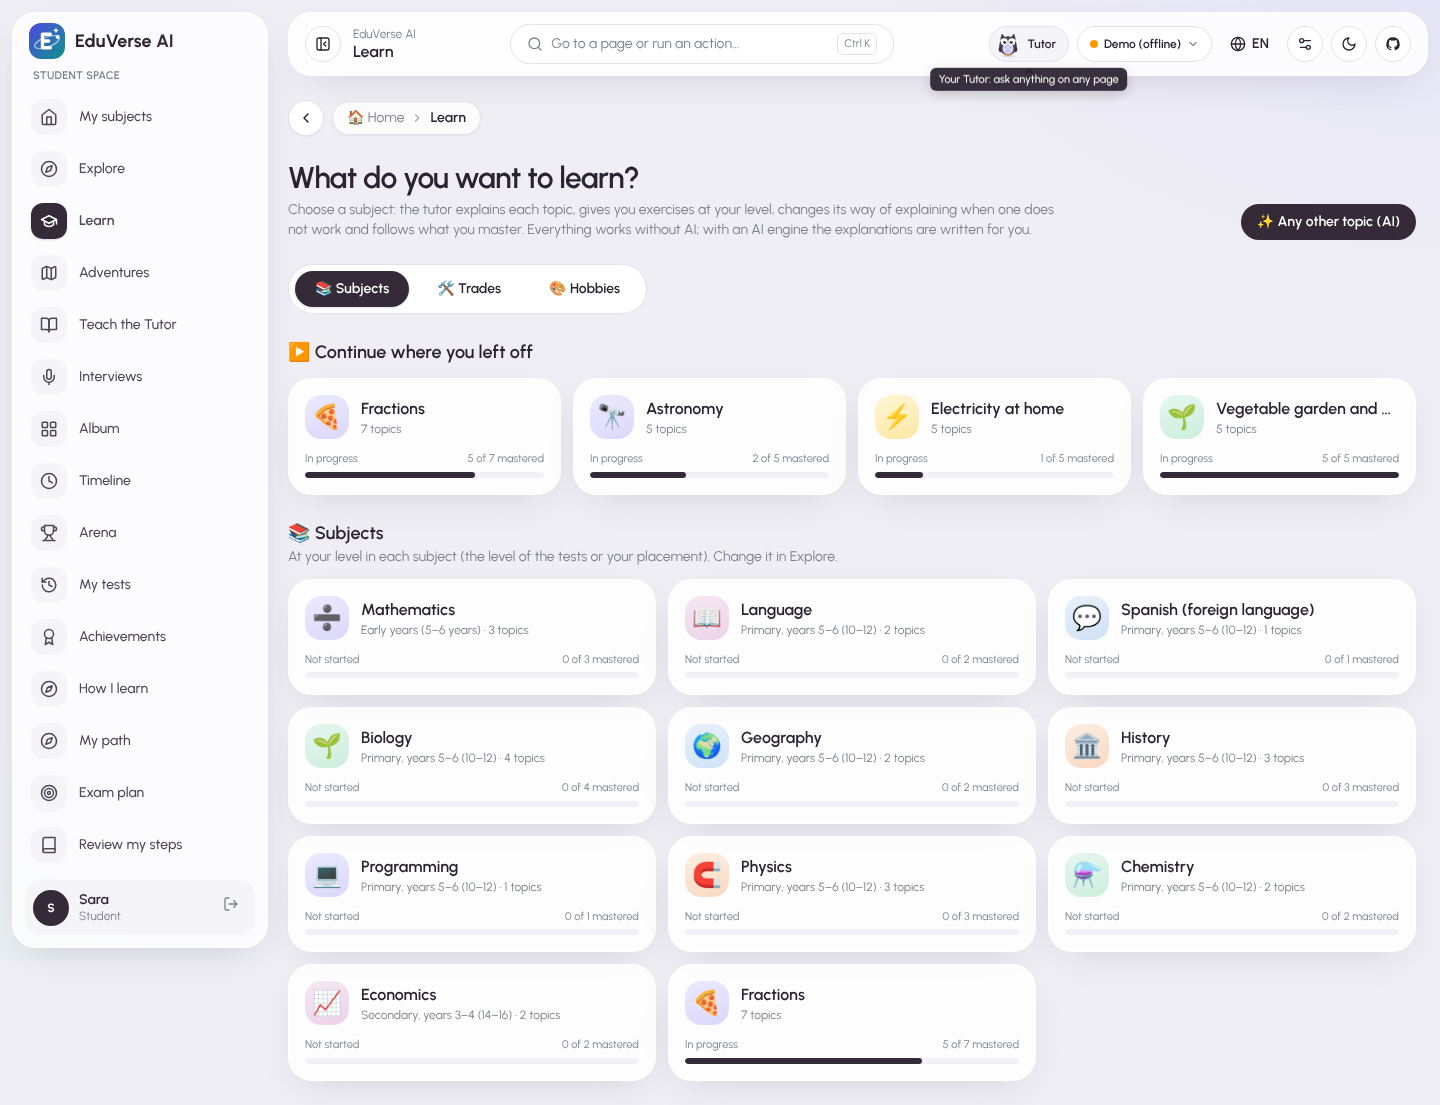 EduVerse AI
STUDENT SPACE
My subjects
Explore
Learn
Adventures
Teach the Tutor
Interviews
Album
Timeline
Arena
My tests
Achievements
How I learn
My path
Exam plan
Review my steps
S
Sara
Student
EduVerse AI
Learn
Go to a page or run an action...
Ctrl K
Tutor
Demo (offline)
EN
Your Tutor: ask anything on any page
Home
Learn
What do you want to learn?
Choose a subject: the tutor explains each topic, gives you exercises at your level, changes its way of explaining when one does
not work and follows what you master. Everything works without AI; with an AI engine the explanations are written for you.
Any other topic (AI)
Subjects
Trades
Hobbies
Continue where you left off
Fractions
7 topics
In progress 5 of 7 mastered
Astronomy
5 topics
In progress 2 of 5 mastered
Electricity at home
5 topics
In progress 1 of 5 mastered
Vegetable garden and ...
5 topics
In progress 5 of 5 mastered
Subjects
At your level in each subject (the level of the tests or your placement). Change it in Explore.
Mathematics
Early years (5–6 years) · 3 topics
Not started 0 of 3 mastered
Language
Primary, years 5–6 (10–12) · 2 topics
Not started 0 of 2 mastered
Spanish (foreign language)
Primary, years 5–6 (10–12) · 1 topics
Not started 0 of 1 mastered
Biology
Primary, years 5–6 (10–12) · 4 topics
Not started 0 of 4 mastered
Geography
Primary, years 5–6 (10–12) · 2 topics
Not started 0 of 2 mastered
History
Primary, years 5–6 (10–12) · 3 topics
Not started 0 of 3 mastered
Programming
Primary, years 5–6 (10–12) · 1 topics
Not started 0 of 1 mastered
Physics
Primary, years 5–6 (10–12) · 3 topics
Not started 0 of 3 mastered
Chemistry
Primary, years 5–6 (10–12) · 2 topics
Not started 0 of 2 mastered
Economics
Secondary, years 3–4 (14–16) · 2 topics
Not started 0 of 2 mastered
Fractions
7 topics
In progress 5 of 7 mastered